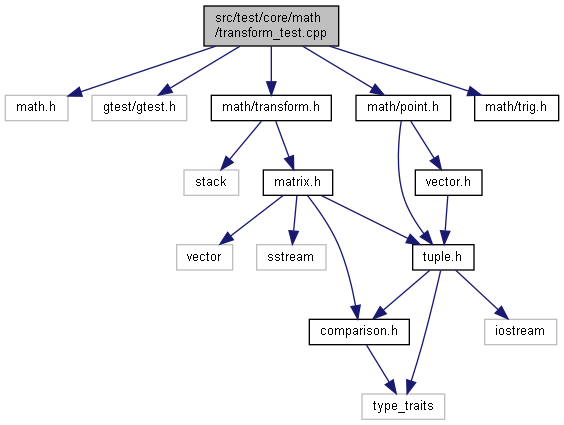 src/test/core/math
/transform_test.cpp
math.h
gtest/gtest.h
math/transform.h
math/point.h
math/trig.h
stack
matrix.h
vector.h
vector
sstream
tuple.h
comparison.h
iostream
type_traits